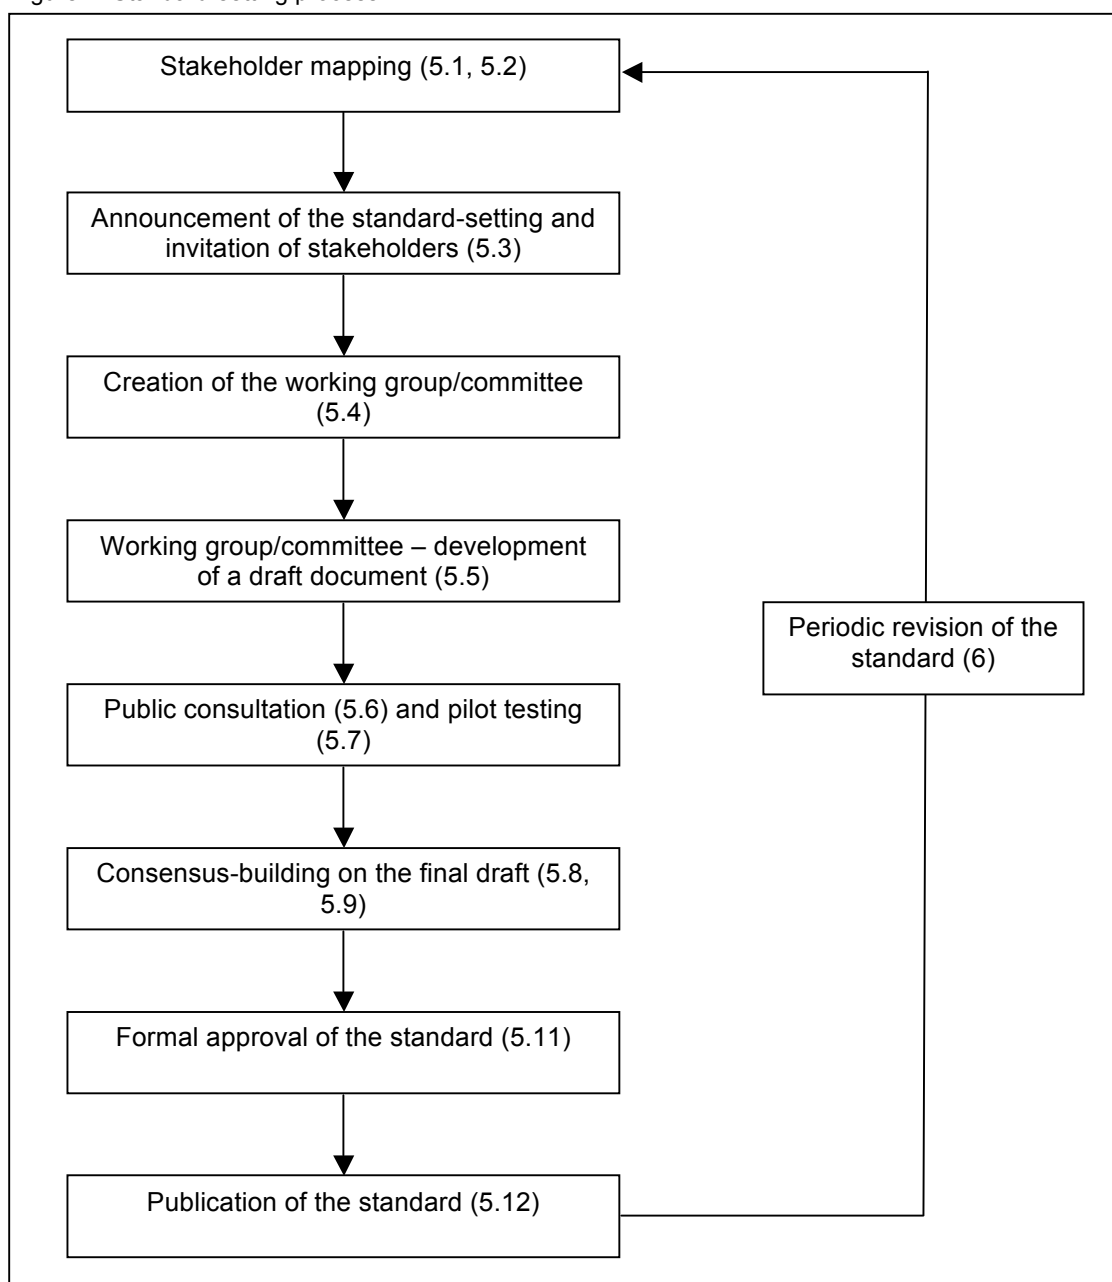 Stakeholder mapping (5.1, 5.2)
Announcement of the standard-setting and
invitation of stakeholders (5.3)
Creation of the working group/committee
(5.4)
Working group/committee – development
of a draft document (5.5)
Public consultation (5.6) and pilot testing
(5.7)
Consensus-building on the final draft (5.8,
5.9)
Formal approval of the standard (5.11)
Publication of the standard (5.12)
Periodic revision of the
standard (6)